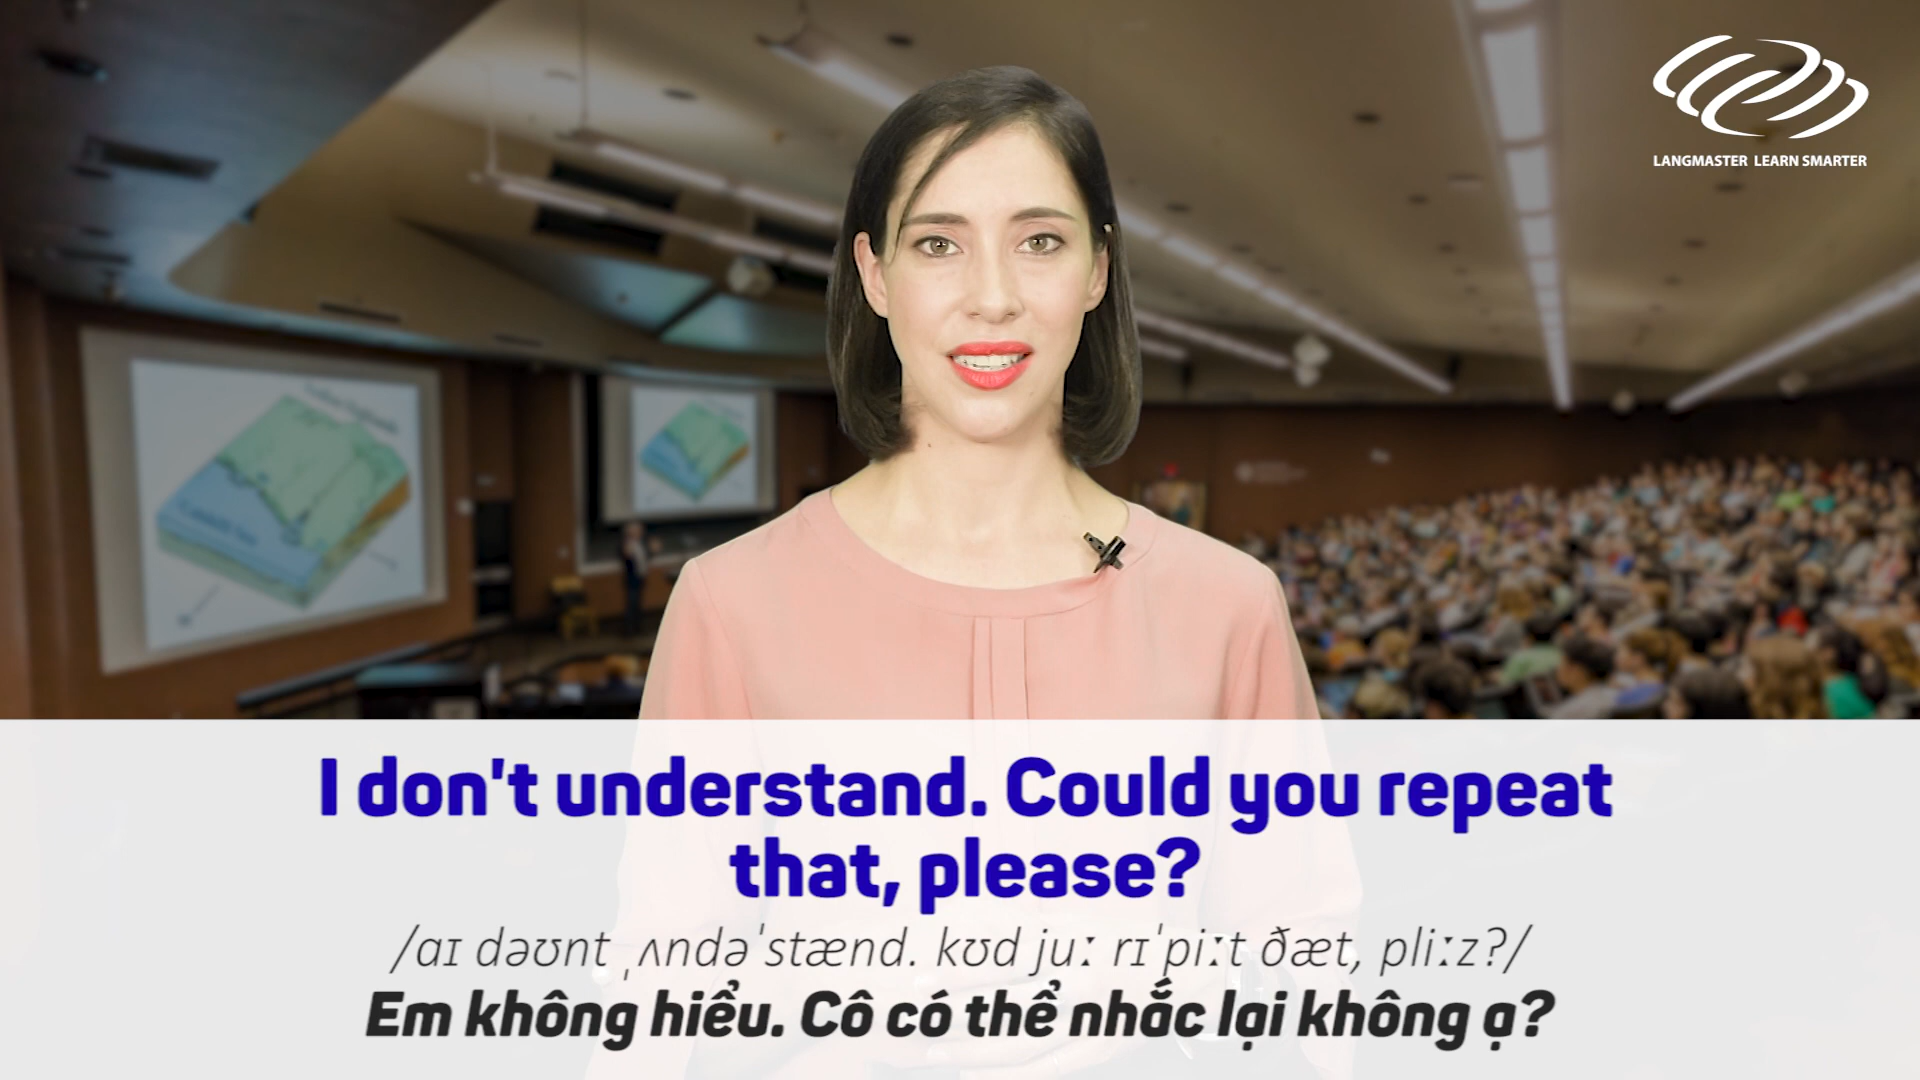 LANGMASTER LEARN SMARTER
I don't understand. Could you repeat
that, please?
/aɪ dəʊnt ˌʌndəˈstænd. kʊd juː rɪˈpiːt ðæt, pliːz?/
Em không hiểu. Cô có thể nhắc lại không ạ?